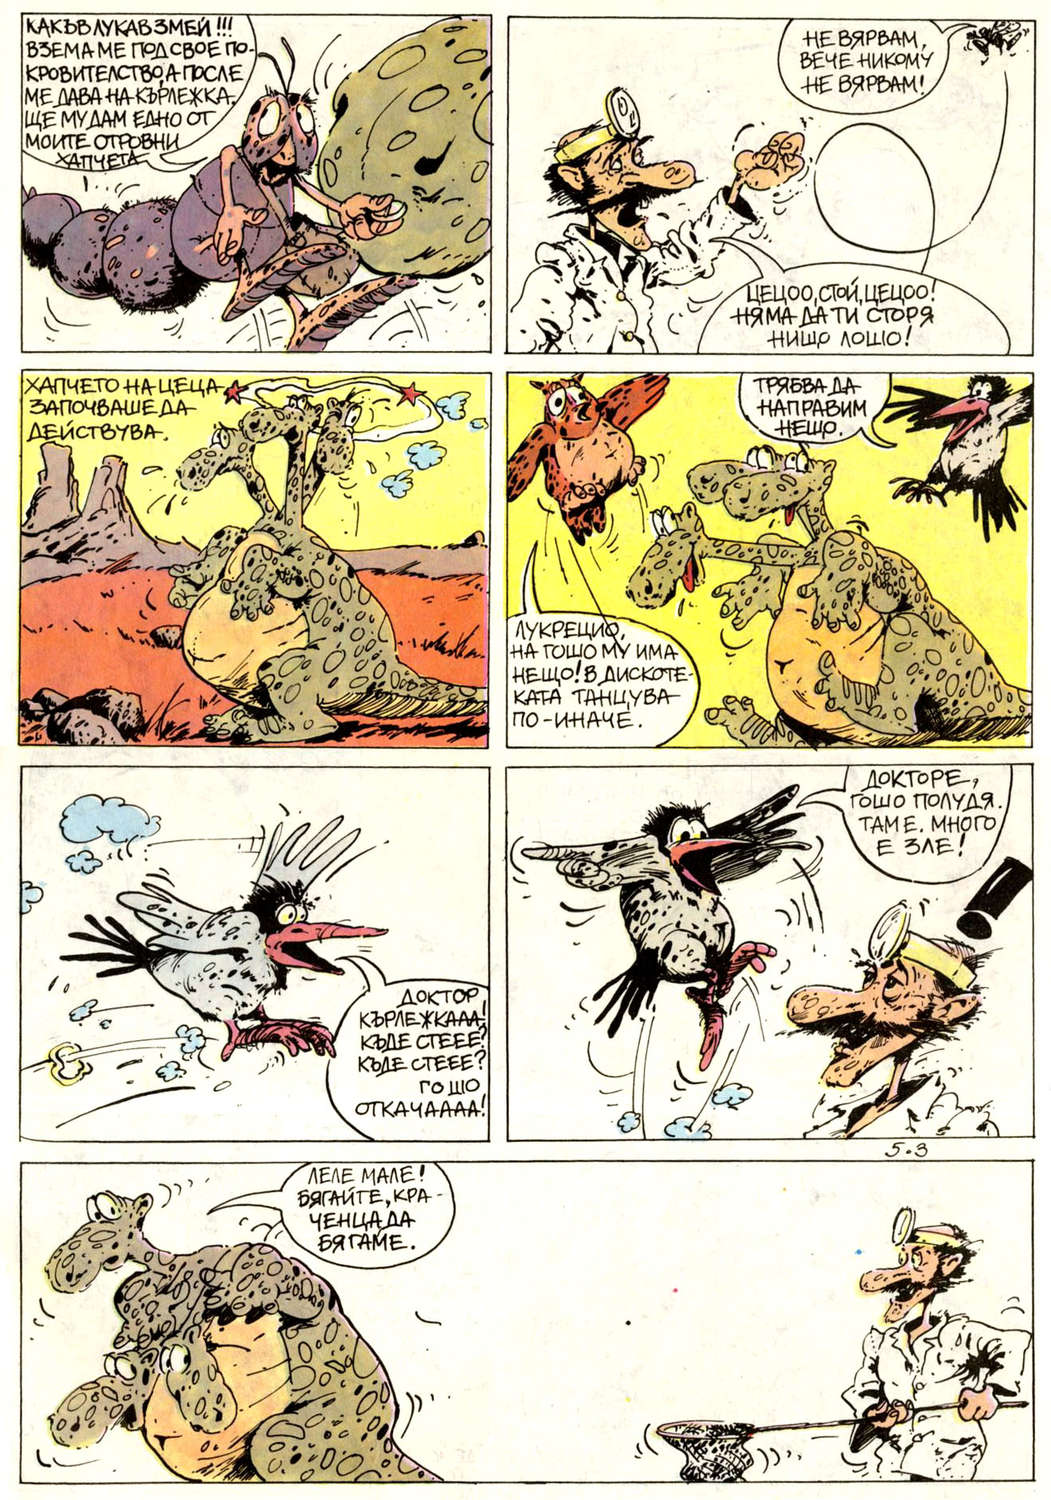 КАКЪВ ЛУКАВ ЗМЕЙ!!!
ВЗЕМА МЕ ПОД СВОЕ ПО-
КРОВИТЕЛСТВО, А ПОСЛЕ
МЕ ДАВА НА КЪРЛЕЖКА.
ЩЕ МУ ДАМ ЕДНО ОТ
МОИТЕ ОТРОВНИ
ХАПЧЕТА
НЕ ВЯРВАМ,
ВЕЧЕ НИКОМУ
НЕ ВЯРВАМ!
ЦЕЦОО, СТОЙ, ЦЕЦОО!
НЯМА ДА ТИ СТОРЯ
НИЩО ЛОШО!
ХАПЧЕТО НА ЦЕЦА
ЗАПОЧВАШЕ ДА
ДЕЙСТВУВА.
ТРЯБВА ДА
НАПРАВИМ
НЕЩО.
ЛУКРЕЦИО,
НА ГОШО МУ ИМА
НЕЩО! В ДИСКОТЕ-
КАТА ТАНЦУВА
ПО-ИНАЧЕ.
ДОКТОР
КЪРЛЕЖКААА!
КЪДЕ СТЕЕЕ?
КЪДЕ СТЕЕЕ?
ГОШО
ОТКАЧАААА!
ДОКТОРЕ,
ГОШО ПОЛУДЯ.
ТАМ Е. МНОГО
Е ЗЛЕ!
5.3
ЛЕЛЕ МАЛЕ!
БЯГАЙТЕ, КРА-
ЧЕНЦА, ДА
БЯГАМЕ.